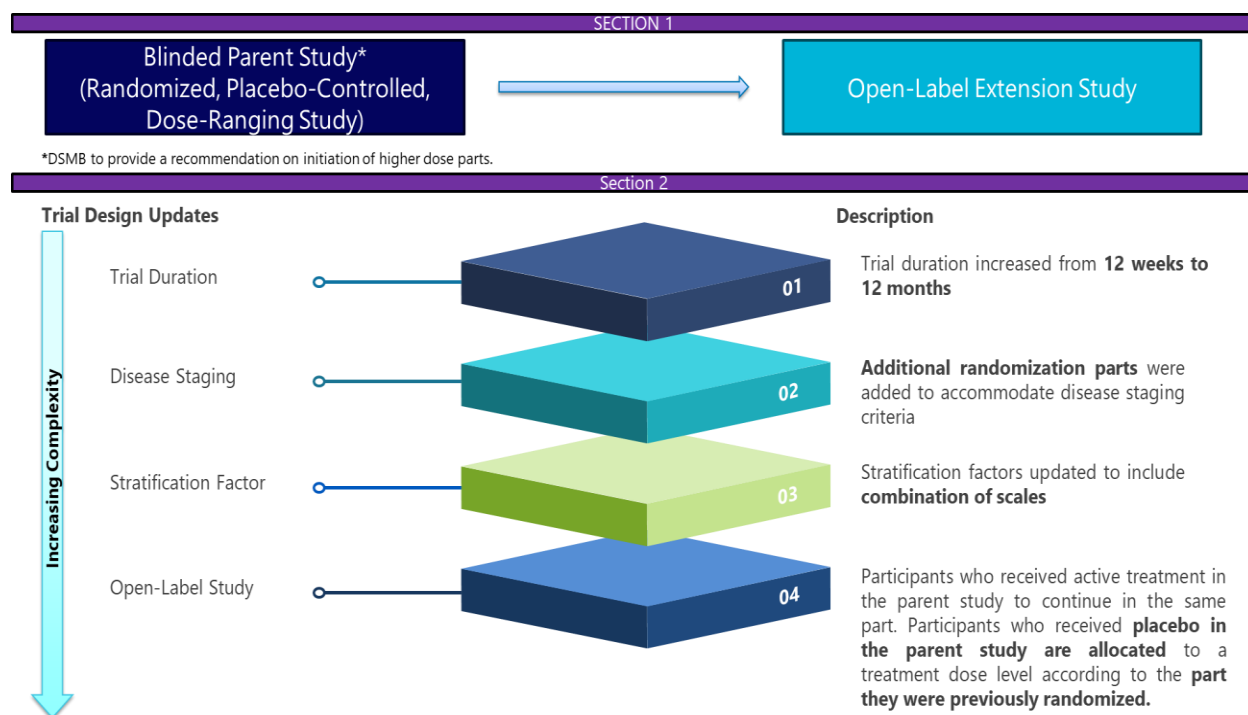 SECTION 1
Blinded Parent Study*
(Randomized, Placebo-Controlled,
Dose-Ranging Study)
Open-Label Extension Study
*DSMB to provide a recommendation on initiation of higher dose parts.
Section 2
Trial Design Updates
Description
Increasing Complexity
Trial Duration
01
Trial duration increased from 12 weeks to
12 months
Disease Staging
02
Additional randomization parts were
added to accommodate disease staging
criteria
Stratification Factor
03
Stratification factors updated to include
combination of scales
Open-Label Study
04
Participants who received active treatment in
the parent study to continue in the same
part. Participants who received placebo in
the parent study are allocated to a
treatment dose level according to the part
they were previously randomized.